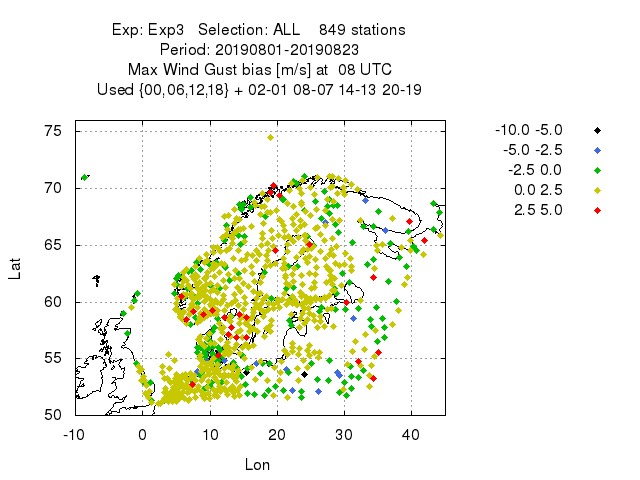 Exp: Exp3 Selection: ALL 849 stations
Period: 20190801-20190823
Max Wind Gust bias [m/s] at 08 UTC
Used {00,06,12,18} + 02-01 08-07 14-13 20-19
-10.0 -5.0
-5.0 -2.5
-2.5 0.0
0.0 2.5
2.5 5.0
75
70
65
60
55
50
Lat
-10 0 10 20 30 40
Lon